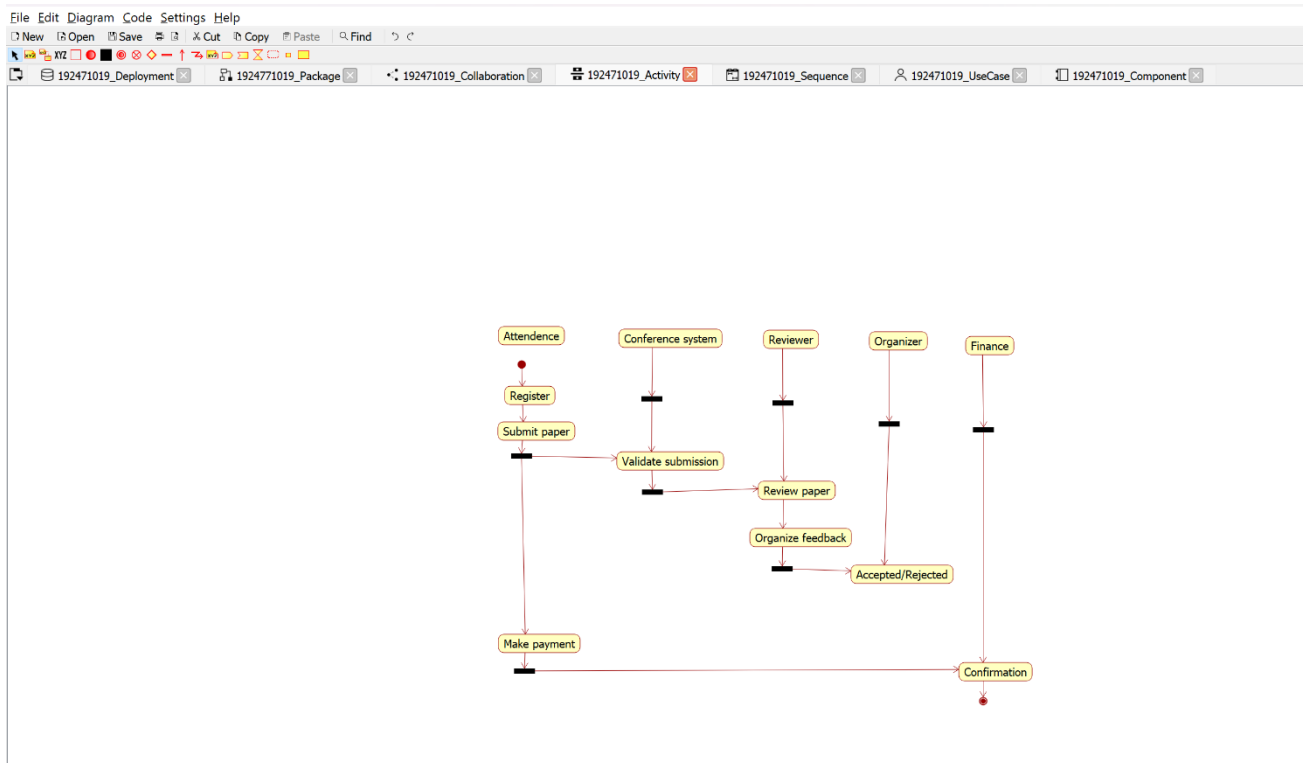 File Edit Diagram Code Settings Help
New Open Save Cut Copy Paste Find
XYZ
192471019_Deployment 1924771019_Package 192471019_Collaboration 192471019_Activity 192471019_Sequence 192471019_UseCase 192471019_Component
Attendence Conference system Reviewer Organizer Finance
Register
Submit paper
Validate submission
Review paper
Organize feedback
Accepted/Rejected
Make payment
Confirmation